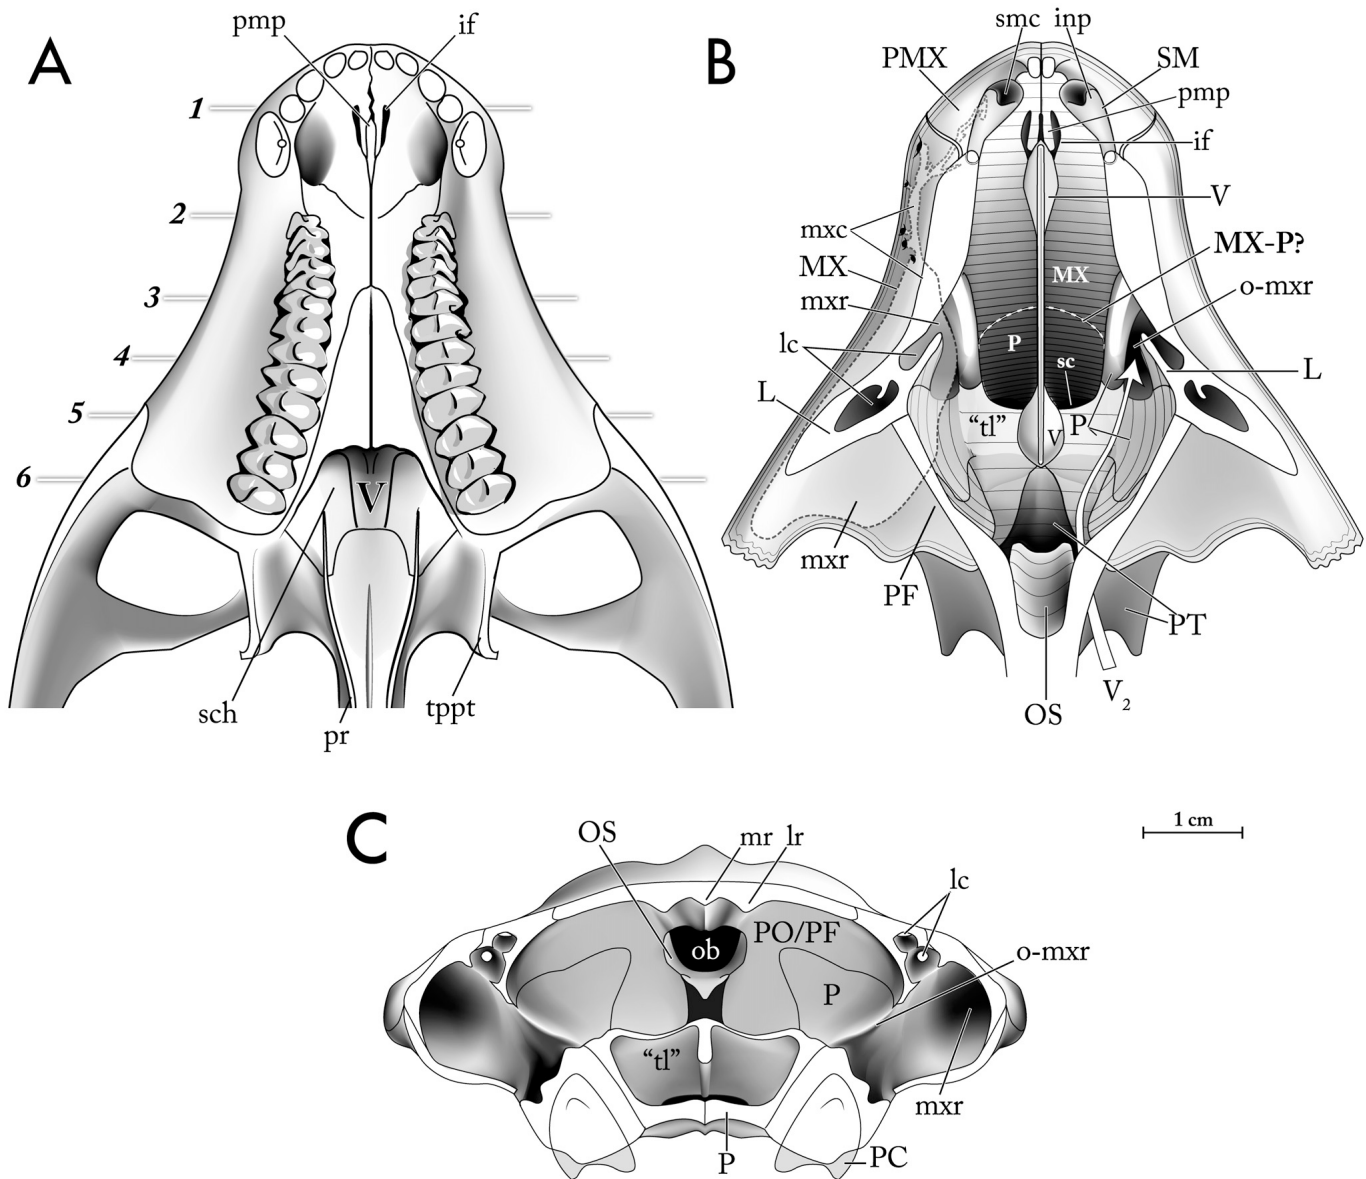 A
pmp
if
1
2
3
4
5
6
V
sch
pr
tppt
B
smc
inp
PMX
SM
pmp
if
V
mxc
MX-P?
MX
MX
mxr
o-mxr
lc
P
sc
L
L
"tl"
V
P
mxr
PF
PT
V₂
OS
C
1 cm
OS
mr
lr
lc
ob
PO/PF
o-mxr
P
"tl"
mxr
P
PC